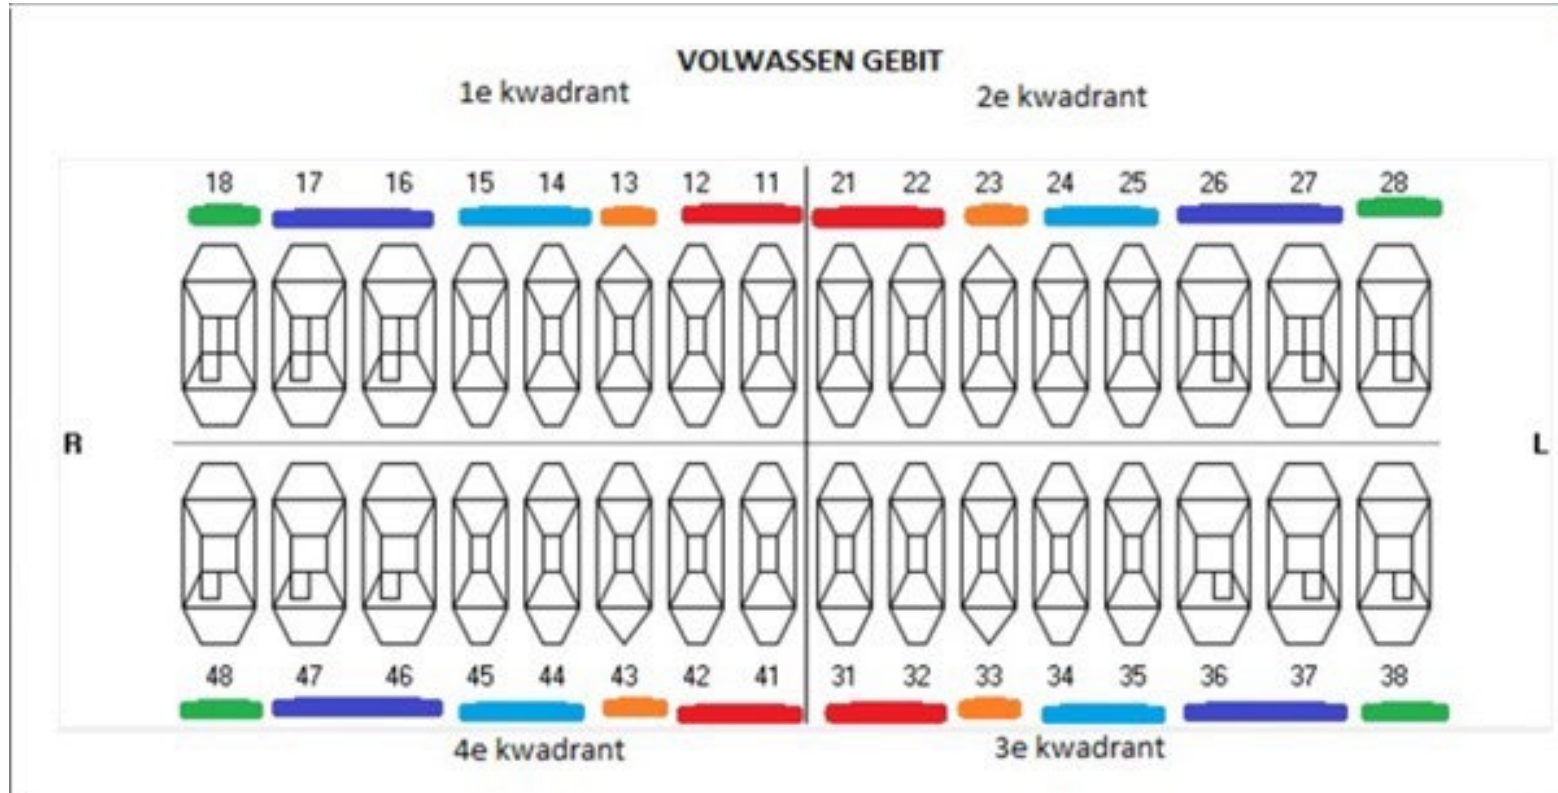 VOLWASSEN GEBIT
1e kwadrant 2e kwadrant
18 17 16 15 14 13 12 11 21 22 23 24 25 26 27 28
R L
48 47 46 45 44 43 42 41 31 32 33 34 35 36 37 38
4e kwadrant 3e kwadrant